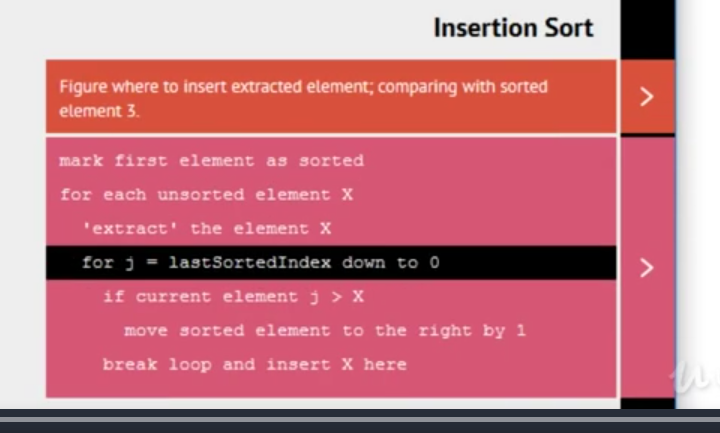 Insertion Sort
Figure where to insert extracted element; comparing with sorted
element 3.
mark first element as sorted
for each unsorted element X
'extract' the element X
for j = lastSortedIndex down to 0
if current element j > X
move sorted element to the right by 1
break loop and insert X here